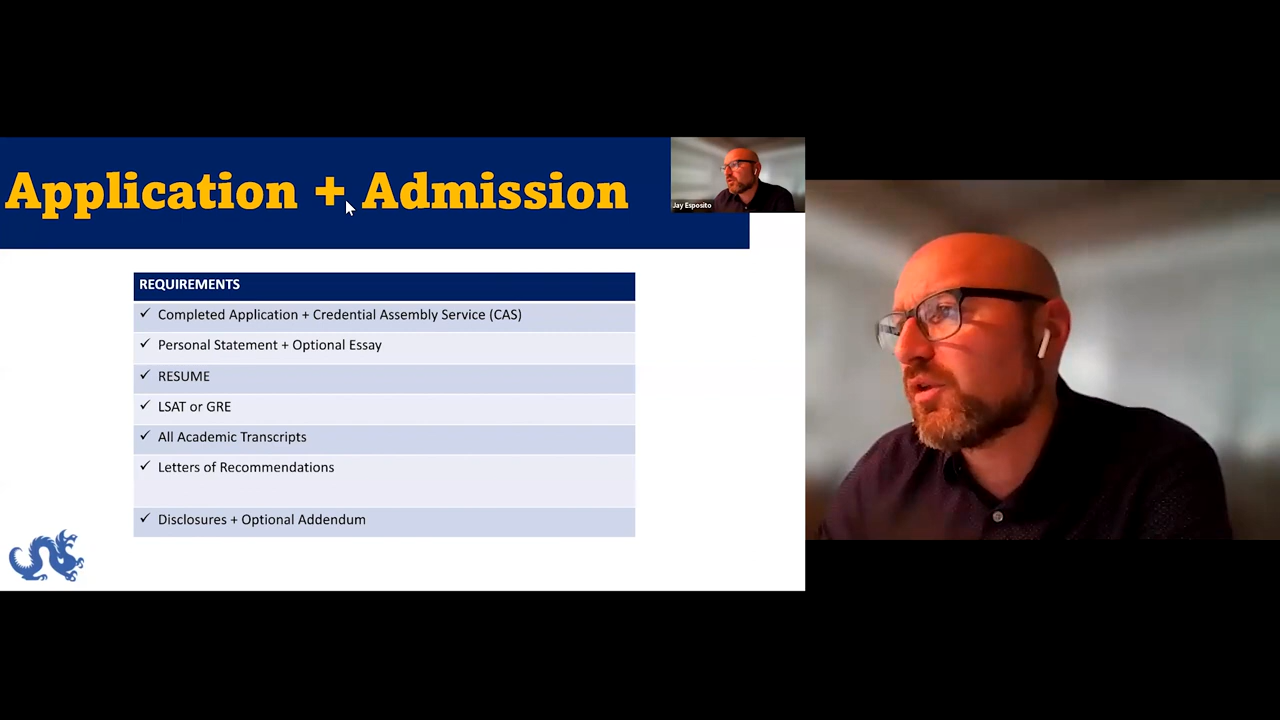 Application + Admission
Jay Esposito
REQUIREMENTS
✓ Completed Application + Credential Assembly Service (CAS)
✓ Personal Statement + Optional Essay
✓ RESUME
✓ LSAT or GRE
✓ All Academic Transcripts
✓ Letters of Recommendations
✓ Disclosures + Optional Addendum